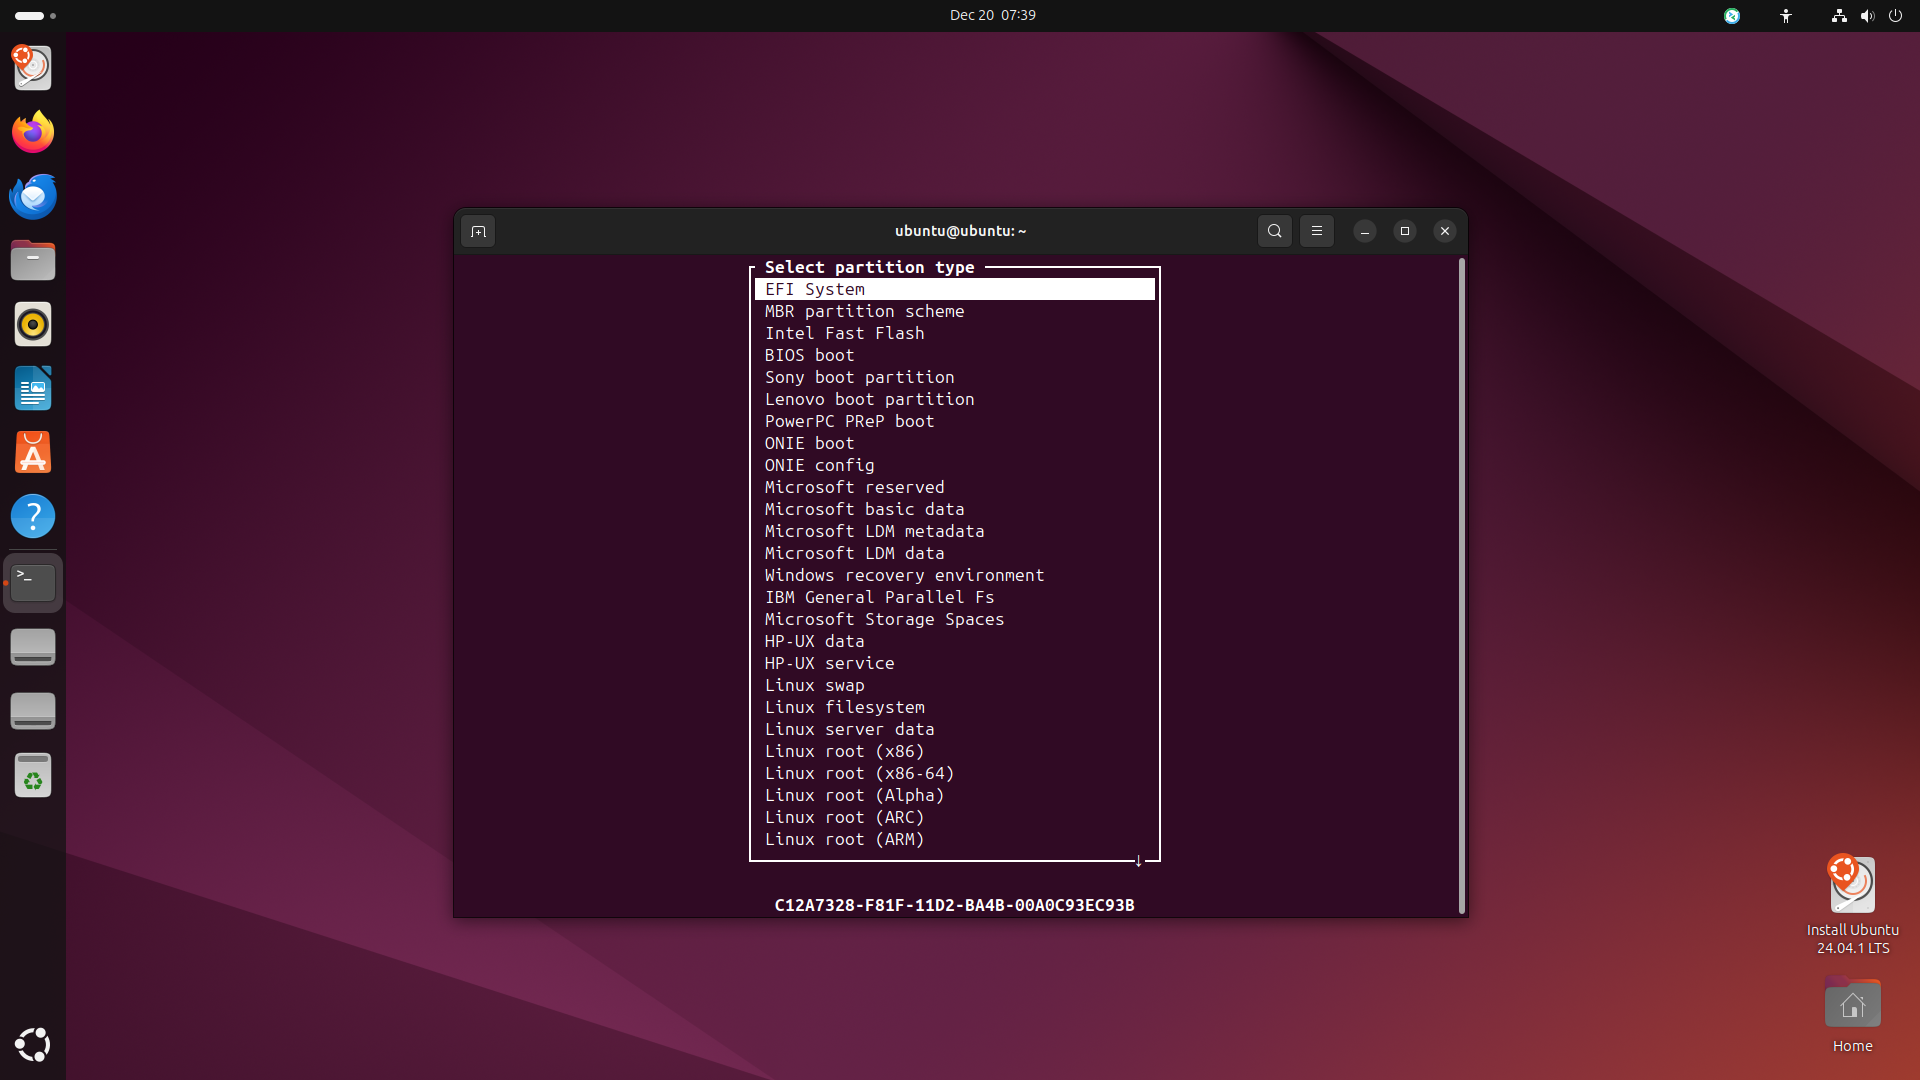 Dec 20 07:39
ubuntu@ubuntu: ~
Select partition type
EFI System
MBR partition scheme
Intel Fast Flash
BIOS boot
Sony boot partition
Lenovo boot partition
PowerPC PReP boot
ONIE boot
ONIE config
Microsoft reserved
Microsoft basic data
Microsoft LDM metadata
Microsoft LDM data
Windows recovery environment
IBM General Parallel Fs
Microsoft Storage Spaces
HP-UX data
HP-UX service
Linux swap
Linux filesystem
Linux server data
Linux root (x86)
Linux root (x86-64)
Linux root (Alpha)
Linux root (ARC)
Linux root (ARM)
↓
C12A7328-F81F-11D2-BA4B-00A0C93EC93B
Install Ubuntu
24.04.1 LTS
Home